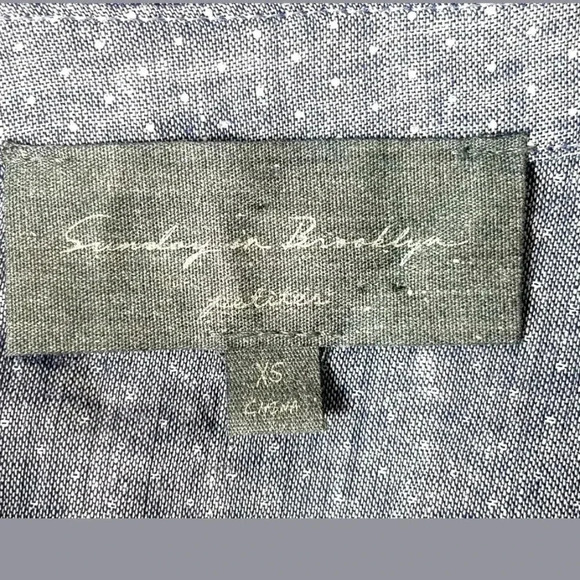 Sunday in Brooklyn
petites
XS
CHINA